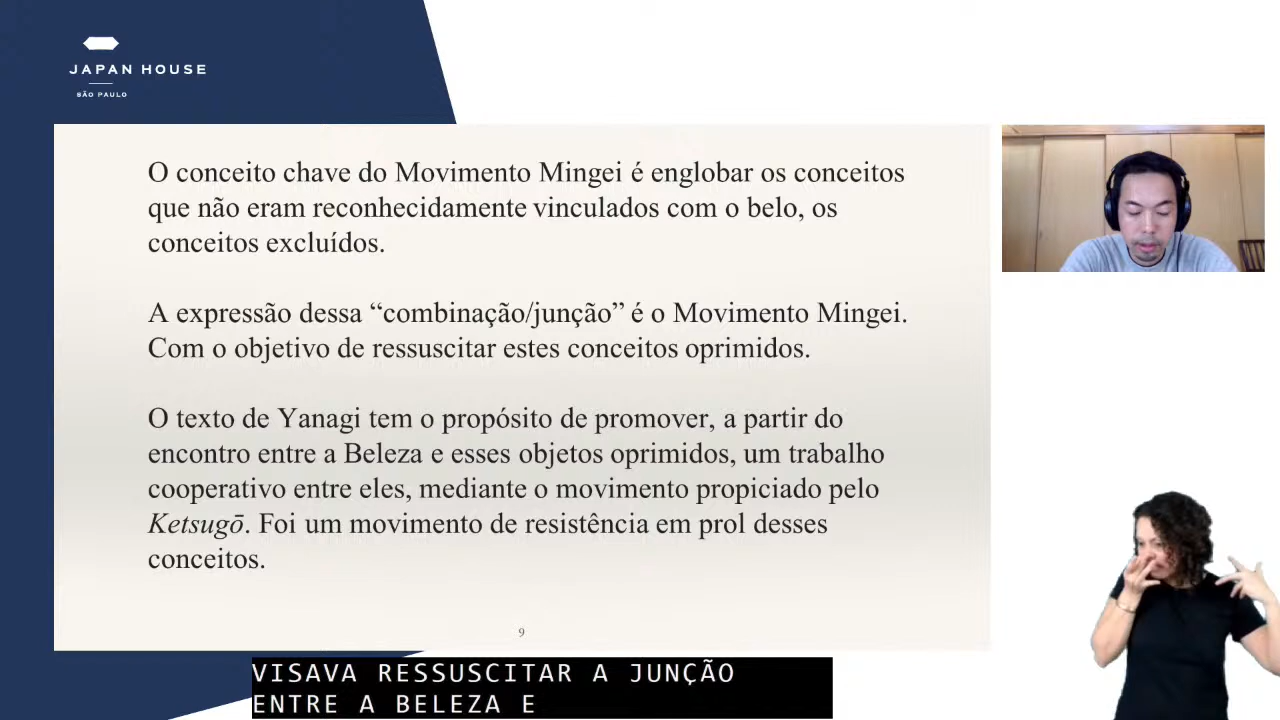 JAPAN HOUSE
SÃO PAULO
O conceito chave do Movimento Mingei é englobar os conceitos
que não eram reconhecidamente vinculados com o belo, os
conceitos excluídos.
A expressão dessa “combinação/junção” é o Movimento Mingei.
Com o objetivo de ressuscitar estes conceitos oprimidos.
O texto de Yanagi tem o propósito de promover, a partir do
encontro entre a Beleza e esses objetos oprimidos, um trabalho
cooperativo entre eles, mediante o movimento propiciado pelo
Ketsugō. Foi um movimento de resistência em prol desses
conceitos.
9
VISAVA RESSUSCITAR A JUNÇÃO
ENTRE A BELEZA E